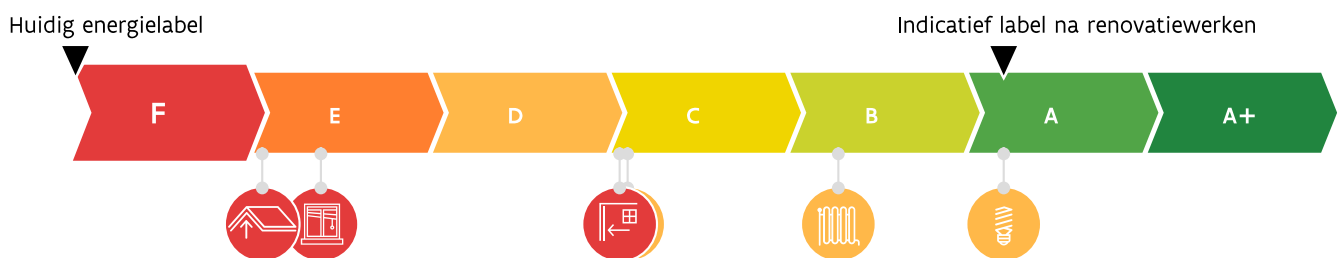 Huidig energielabel
Indicatief label na renovatiewerken
F
E
D
C
B
A
A+